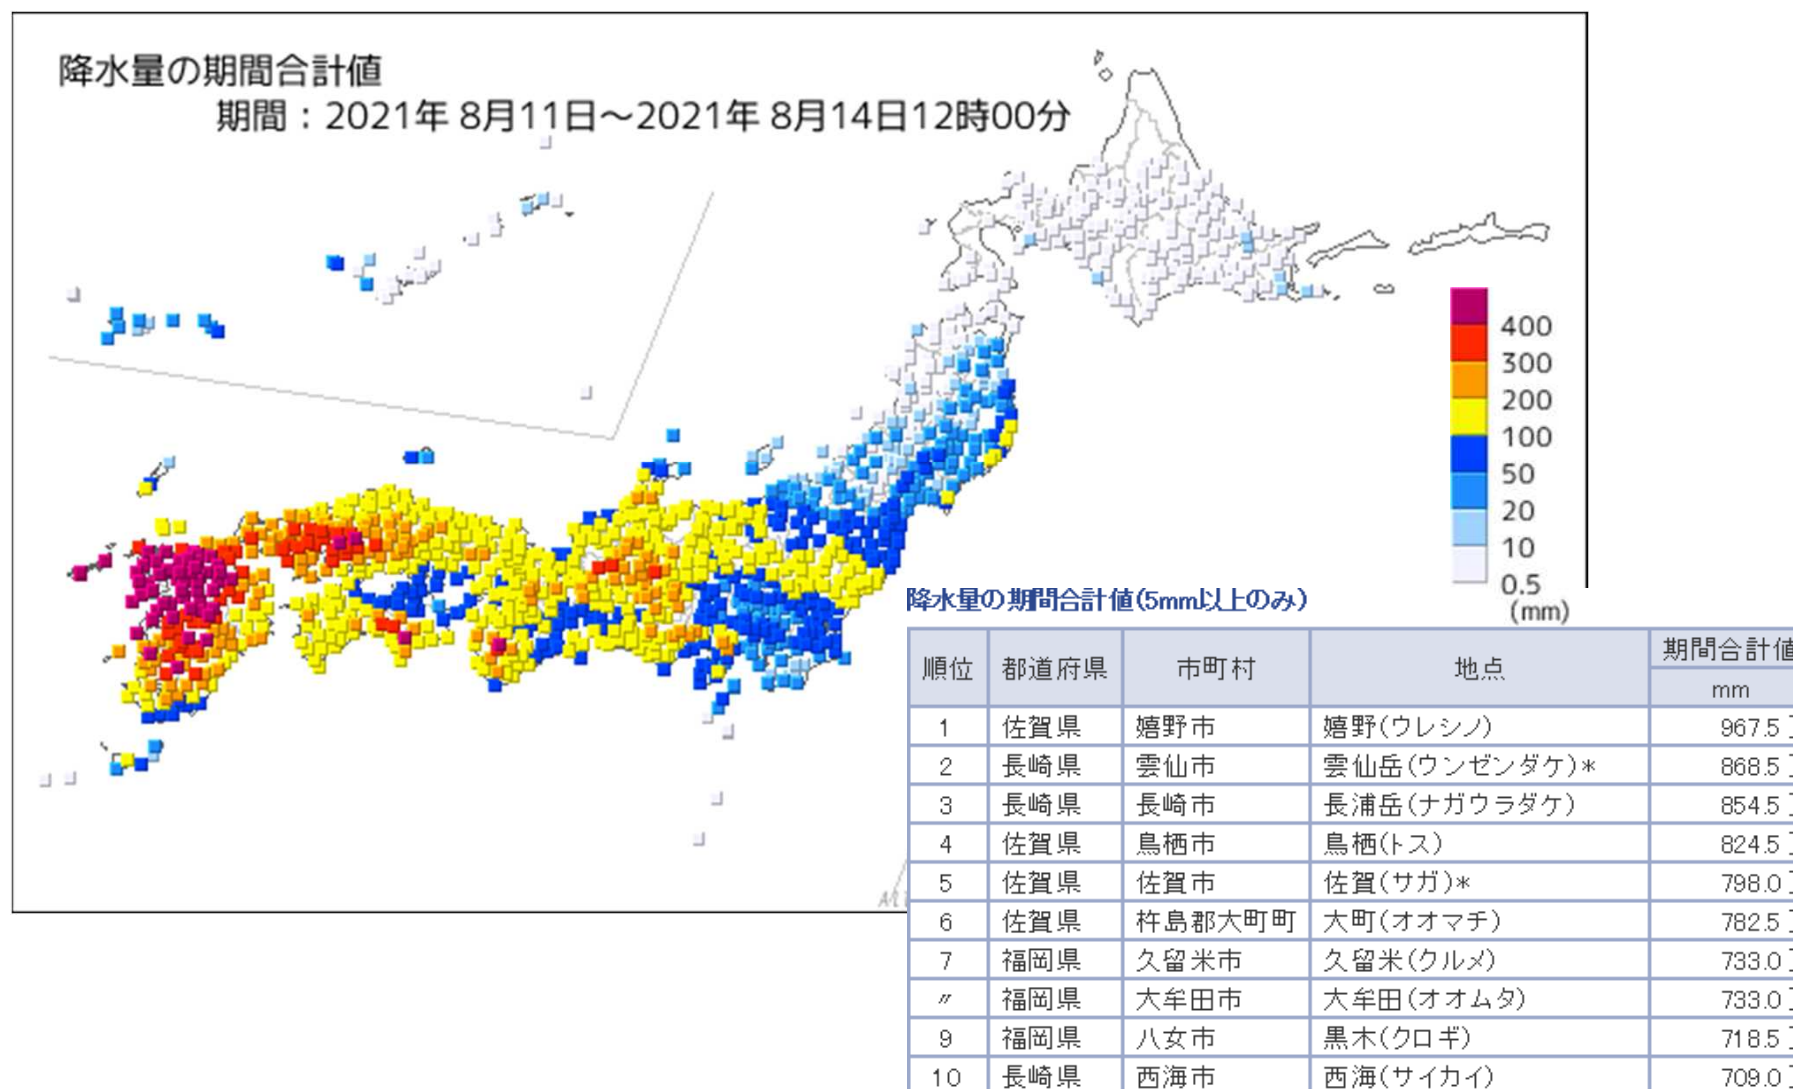 降水量の期間合計値
期間：2021年 8月11日～2021年 8月14日12時00分
400
300
200
100
50
20
10
0.5
(mm)
降水量の期間合計値(5mm以上のみ)
順位 都道府県 市町村 地点 期間合計値
mm
1 佐賀県 嬉野市 嬉野(ウレシノ) 967.5 ]
2 長崎県 雲仙市 雲仙岳(ウンゼンダケ)* 868.5 ]
3 長崎県 長崎市 長浦岳(ナガウラダケ) 854.5 ]
4 佐賀県 鳥栖市 鳥栖(トス) 824.5 ]
5 佐賀県 佐賀市 佐賀(サガ)* 798.0 ]
6 佐賀県 杵島郡大町町 大町(オオマチ) 782.5 ]
7 福岡県 久留米市 久留米(クルメ) 733.0 ]
〃 福岡県 大牟田市 大牟田(オオムタ) 733.0 ]
9 福岡県 八女市 黒木(クロギ) 718.5 ]
10 長崎県 西海市 西海(サイカイ) 709.0 ]